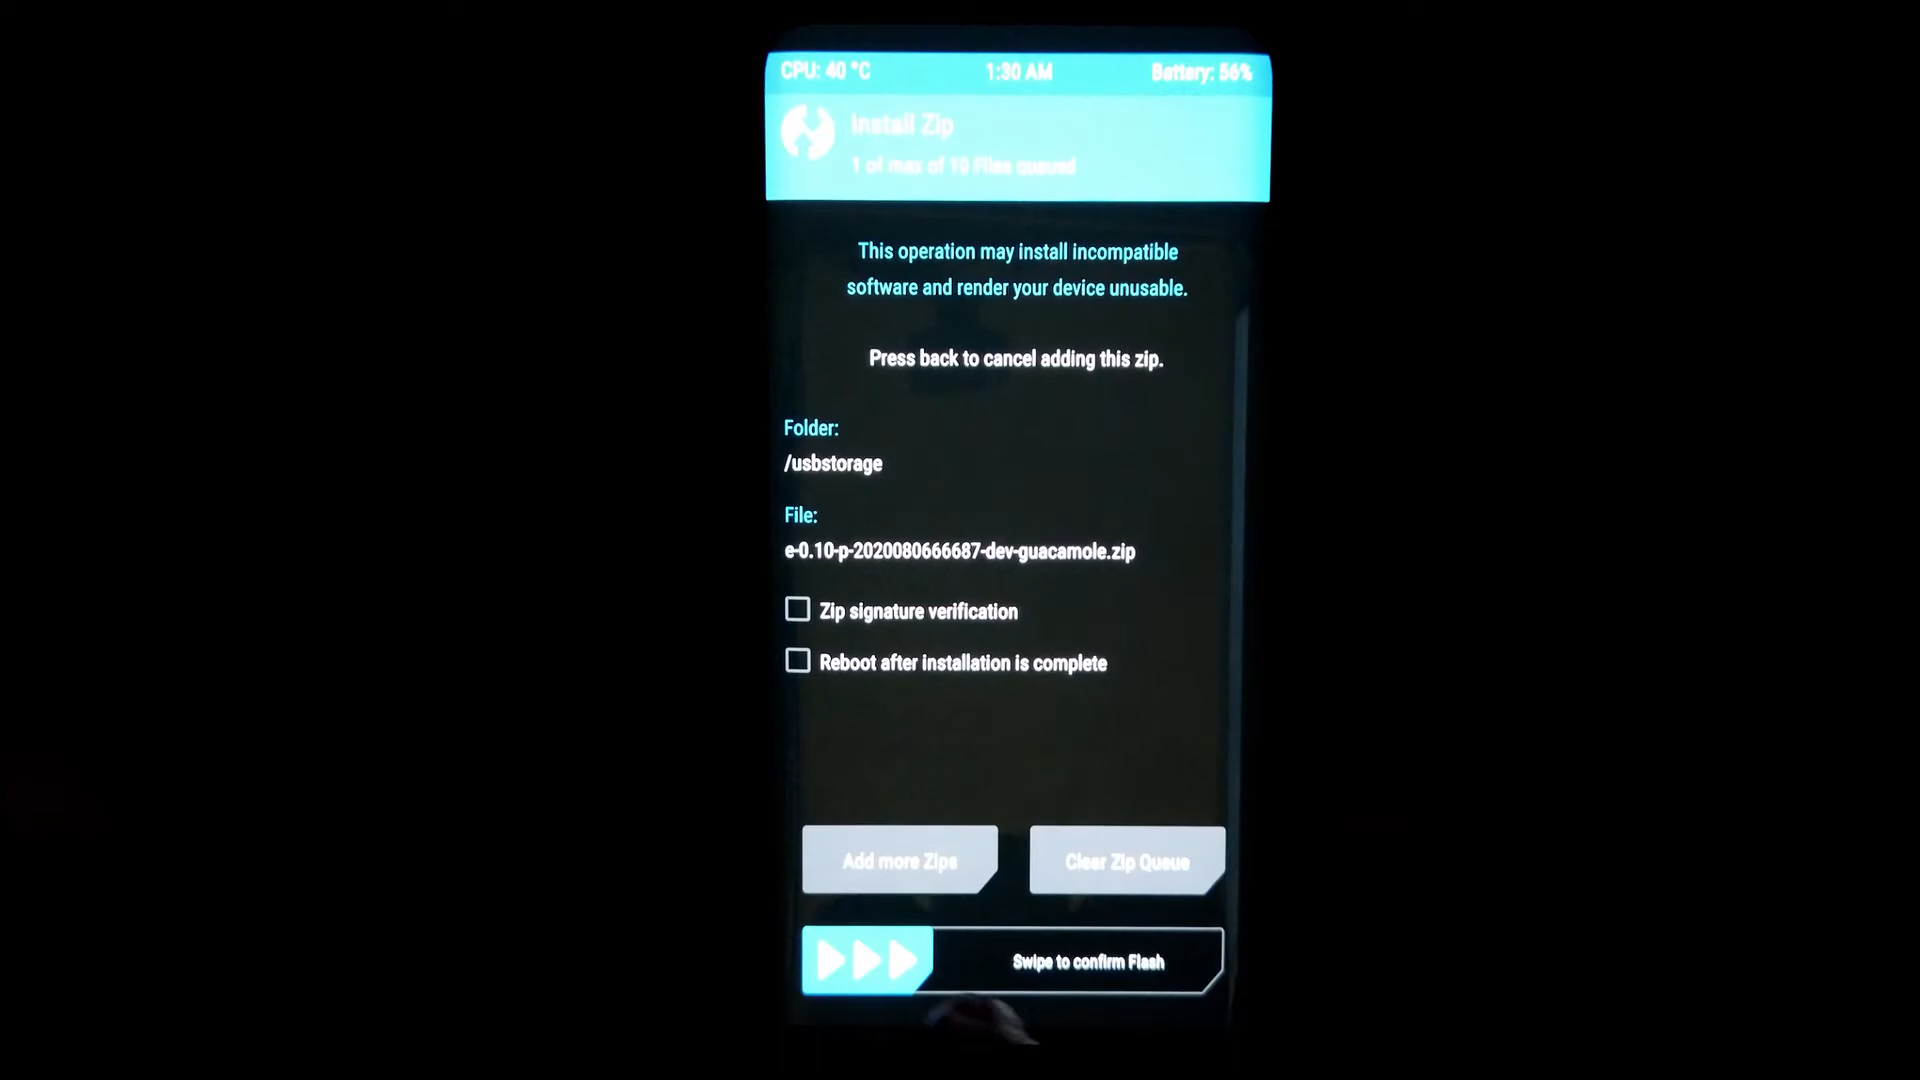 CPU: 40 °C 1:30 AM Battery: 56%
Install Zip
1 of max of 10 Files queued
This operation may install incompatible
software and render your device unusable.
Press back to cancel adding this zip.
Folder:
/usbstorage
File:
e-0.10-p-2020080666687-dev-guacamole.zip
Zip signature verification
Reboot after installation is complete
Add more Zips Clear Zip Queue
Swipe to confirm Flash